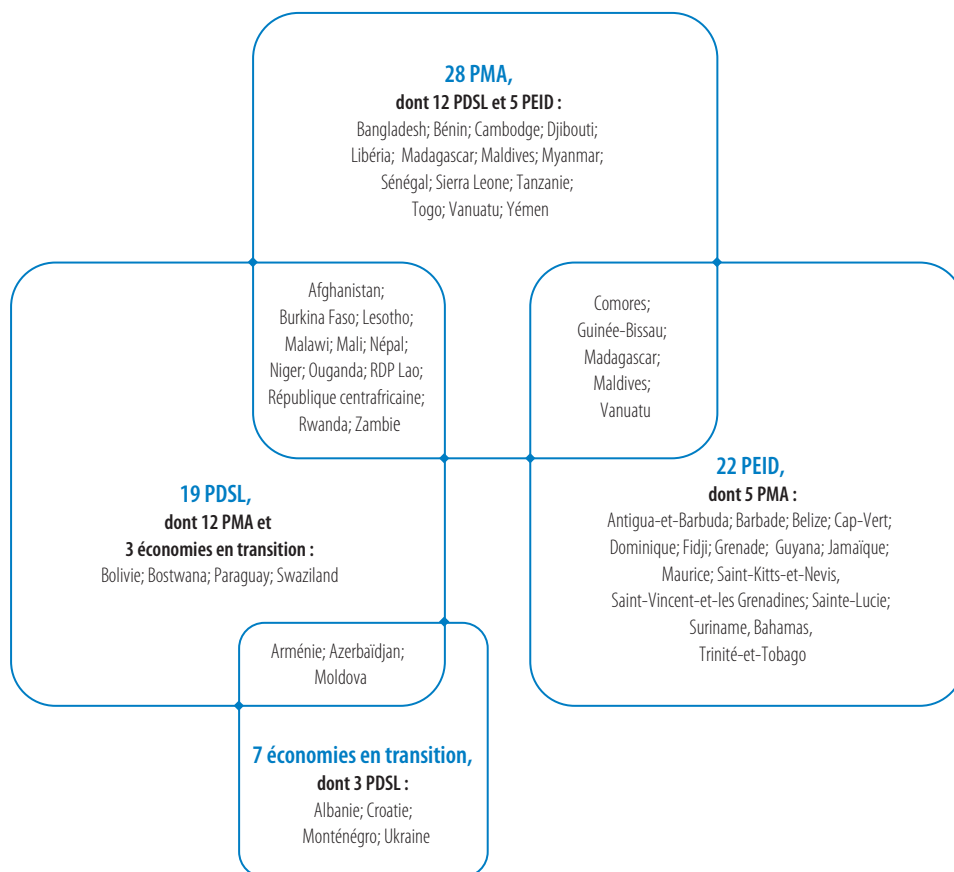 28 PMA,
dont 12 PDSL et 5 PEID :
Bangladesh; Bénin; Cambodge; Djibouti;
Libéria; Madagascar; Maldives; Myanmar;
Sénégal; Sierra Leone; Tanzanie;
Togo; Vanuatu; Yémen
Afghanistan;
Burkina Faso; Lesotho;
Malawi; Mali; Népal;
Niger; Ouganda; RDP Lao;
République centrafricaine;
Rwanda; Zambie
Comores;
Guinée-Bissau;
Madagascar;
Maldives;
Vanuatu
19 PDSL,
dont 12 PMA et
3 économies en transition :
Bolivie; Bostwana; Paraguay; Swaziland
22 PEID,
dont 5 PMA :
Antigua-et-Barbuda; Barbade; Belize; Cap-Vert;
Dominique; Fidji; Grenade; Guyana; Jamaïque;
Maurice; Saint-Kitts-et-Nevis,
Saint-Vincent-et-les Grenadines; Sainte-Lucie;
Suriname, Bahamas,
Trinité-et-Tobago
Arménie; Azerbaïdjan;
Moldova
7 économies en transition,
dont 3 PDSL :
Albanie; Croatie;
Monténégro; Ukraine